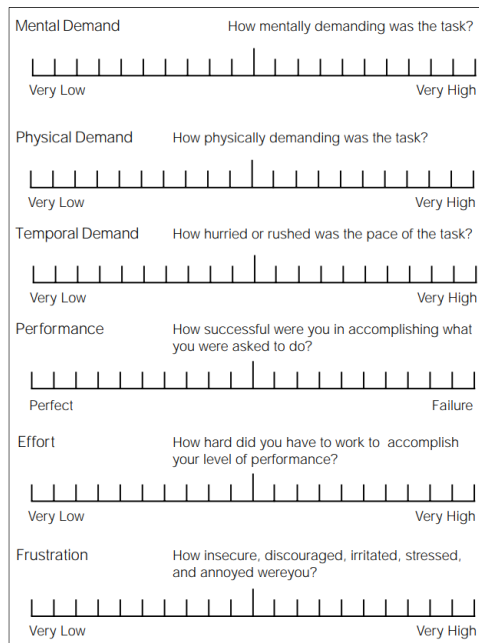 Mental Demand How mentally demanding was the task?
Very Low Very High
Physical Demand How physically demanding was the task?
Very Low Very High
Temporal Demand How hurried or rushed was the pace of the task?
Very Low Very High
Performance How successful were you in accomplishing what
you were asked to do?
Perfect Failure
Effort How hard did you have to work to accomplish
your level of performance?
Very Low Very High
Frustration How insecure, discouraged, irritated, stressed,
and annoyed wereyou?
Very Low Very High